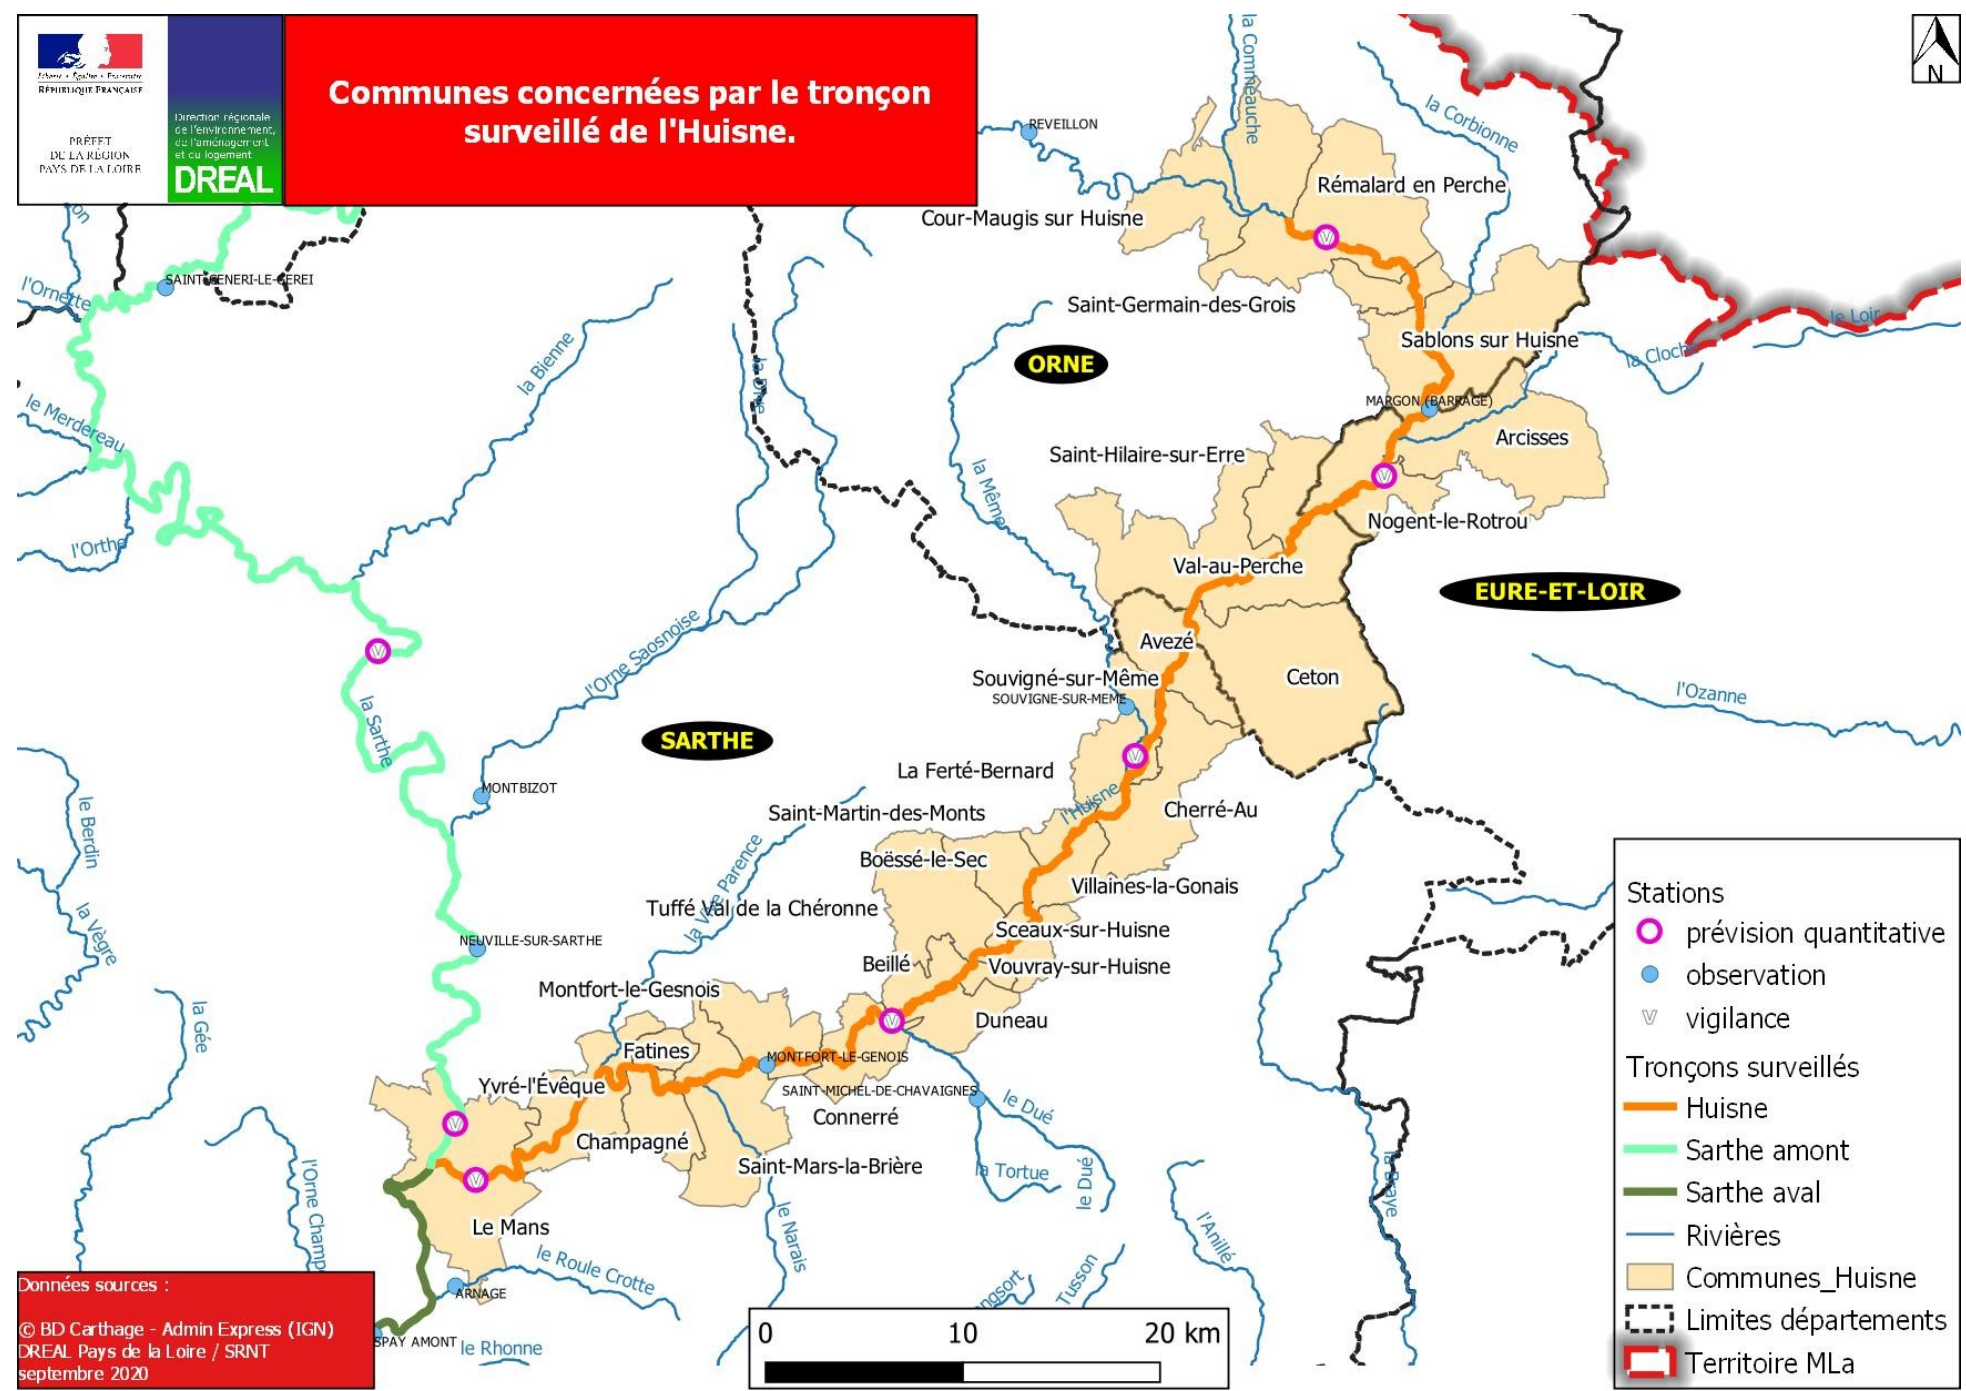 Liberté • Égalité • Fraternité
RÉPUBLIQUE FRANÇAISE
PRÉFET
DE LA RÉGION
PAYS DE LA LOIRE
Direction régionale
de l'environnement,
de l'aménagement
et du logement
DREAL
Communes concernées par le tronçon
surveillé de l'Huisne.
N
la Commeauche
la Corbionne
REVEILLON
Rémalard en Perche
Cour-Maugis sur Huisne
SAINT-CENERI-LE-GEREI
l'Ornette
Saint-Germain-des-Grois
le Loir
Sablons sur Huisne
la Cloche
la Bienne
ORNE
MARGON (BARRAGE)
le Merdereau
Arcisses
Saint-Hilaire-sur-Erre
la Même
Nogent-le-Rotrou
l'Orthe
Val-au-Perche
EURE-ET-LOIR
l'Orne Saosnoise
Avezé
Souvigné-sur-Même
SOUVIGNE-SUR-MEME
Ceton
l'Ozanne
la Sarthe
SARTHE
La Ferté-Bernard
MONTBIZOT
l'Huisne
Cherré-Au
Saint-Martin-des-Monts
le Berdin
Boëssé-le-Sec
la Vive Parence
Villaines-la-Gonais
Tuffé Val de la Chéronne
la Vègre
Sceaux-sur-Huisne
NEUVILLE-SUR-SARTHE
Beillé
Vouvray-sur-Huisne
Montfort-le-Gesnois
la Gée
Duneau
Fatines
MONTFORT-LE-GENOIS
Yvré-l'Évêque
SAINT-MICHEL-DE-CHAVAIGNES
le Dué
Connerré
Champagné
Saint-Mars-la-Brière
la Tortue
le Dué
la Braye
l'Orne Champ
le Narais
l'Anille
Le Mans
le Roule Crotte
Tusson
ngsort
ARNAGE
SPAY AMONT
le Rhonne
Données sources :
© BD Carthage - Admin Express (IGN)
DREAL Pays de la Loire / SRNT
septembre 2020
0 10 20 km
Stations
prévision quantitative
observation
V vigilance
Tronçons surveillés
Huisne
Sarthe amont
Sarthe aval
Rivières
Communes_Huisne
Limites départements
Territoire MLa